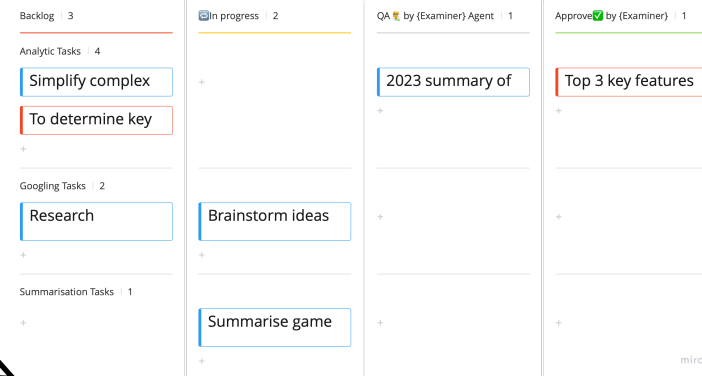 Backlog 3
🔄In progress 2
QA by {Examiner} Agent 1
Approve✅ by {Examiner} 1
Analytic Tasks 4
Simplify complex
2023 summary of
Top 3 key features
To determine key
Googling Tasks 2
Research
Brainstorm ideas
Summarisation Tasks 1
Summarise game
miro